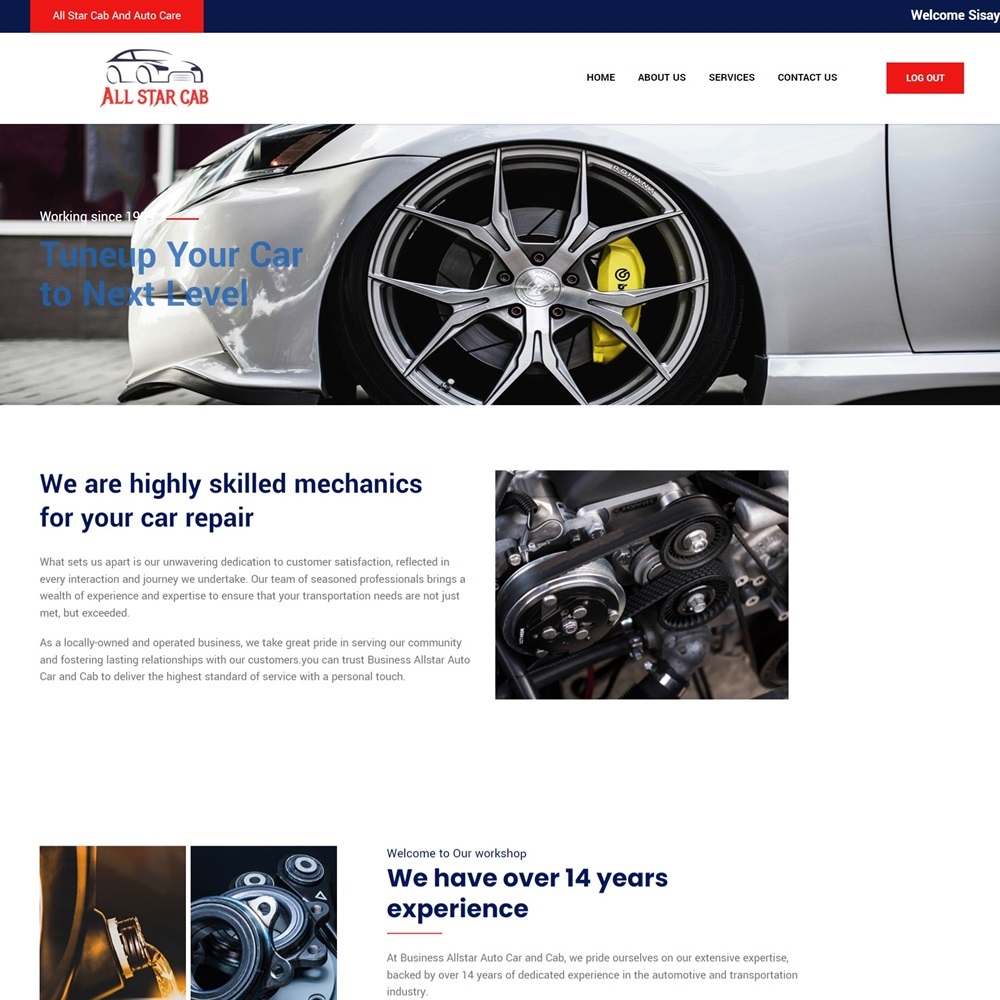 All Star Cab And Auto Care
Welcome Sisay
ALL STAR CAB
HOME
ABOUT US
SERVICES
CONTACT US
LOG OUT
Working since
Tuneup Your Car
to Next Level
We are highly skilled mechanics
for your car repair
What sets us apart is our unwavering dedication to customer satisfaction, reflected in
every interaction and journey we undertake. Our team of seasoned professionals brings a
wealth of experience and expertise to ensure that your transportation needs are not just
met, but exceeded.
As a locally-owned and operated business, we take great pride in serving our community
and fostering lasting relationships with our customers.you can trust Business Allstar Auto
Car and Cab to deliver the highest standard of service with a personal touch.
Welcome to Our workshop
We have over 14 years
experience
At Business Allstar Auto Car and Cab, we pride ourselves on our extensive expertise,
backed by over 14 years of dedicated experience in the automotive and transportation
industry.